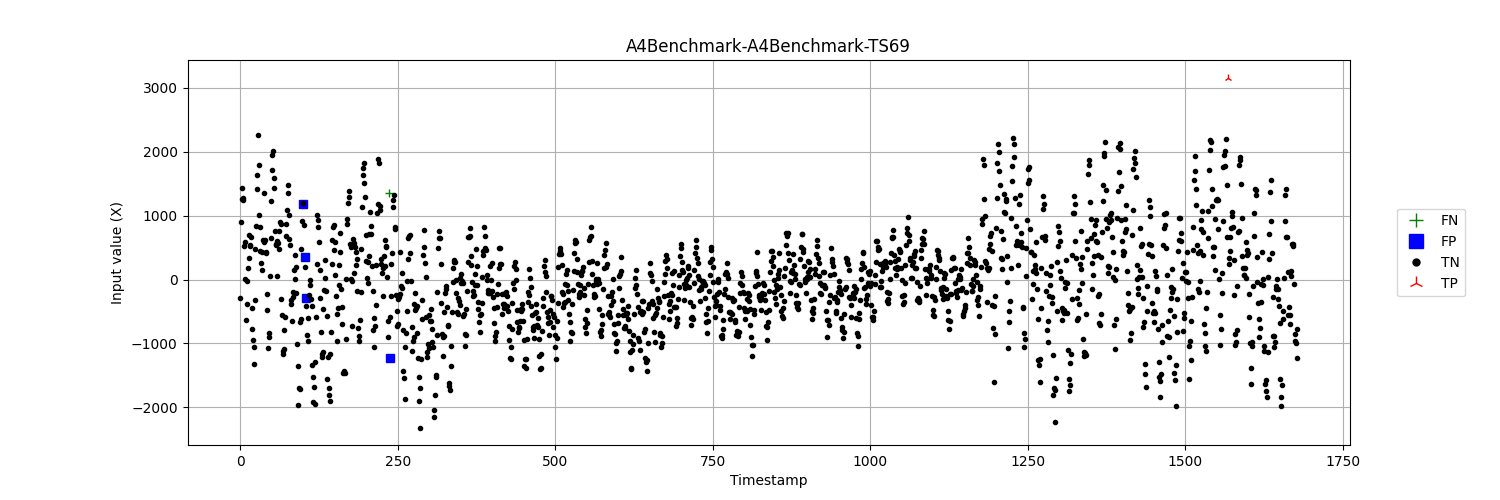 A4Benchmark-A4Benchmark-TS69
Input value (X)
3000
2000
1000
0
−1000
−2000
0
250
500
750
1000
1250
1500
1750
Timestamp
FN
FP
TN
TP